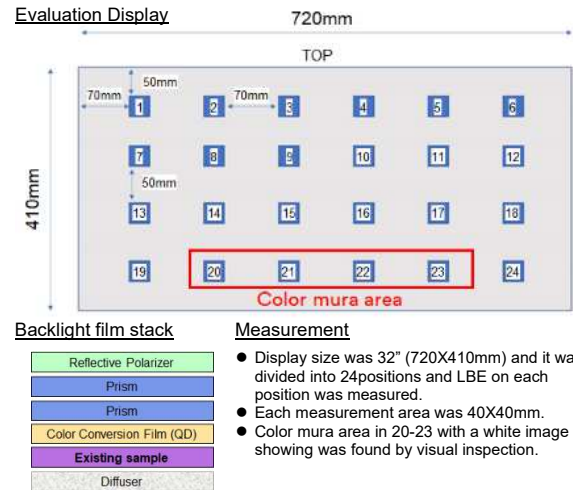 Evaluation Display
720mm
TOP
50mm
70mm
70mm
1 2 3 4 5 6
7 8 9 10 11 12
50mm
410mm
13 14 15 16 17 18
19 20 21 22 23 24
Color mura area
Backlight film stack
Reflective Polarizer
Prism
Prism
Color Conversion Film (QD)
Existing sample
Diffuser
Measurement
● Display size was 32" (720X410mm) and it wa
divided into 24positions and LBE on each
position was measured.
● Each measurement area was 40X40mm.
● Color mura area in 20-23 with a white image
showing was found by visual inspection.